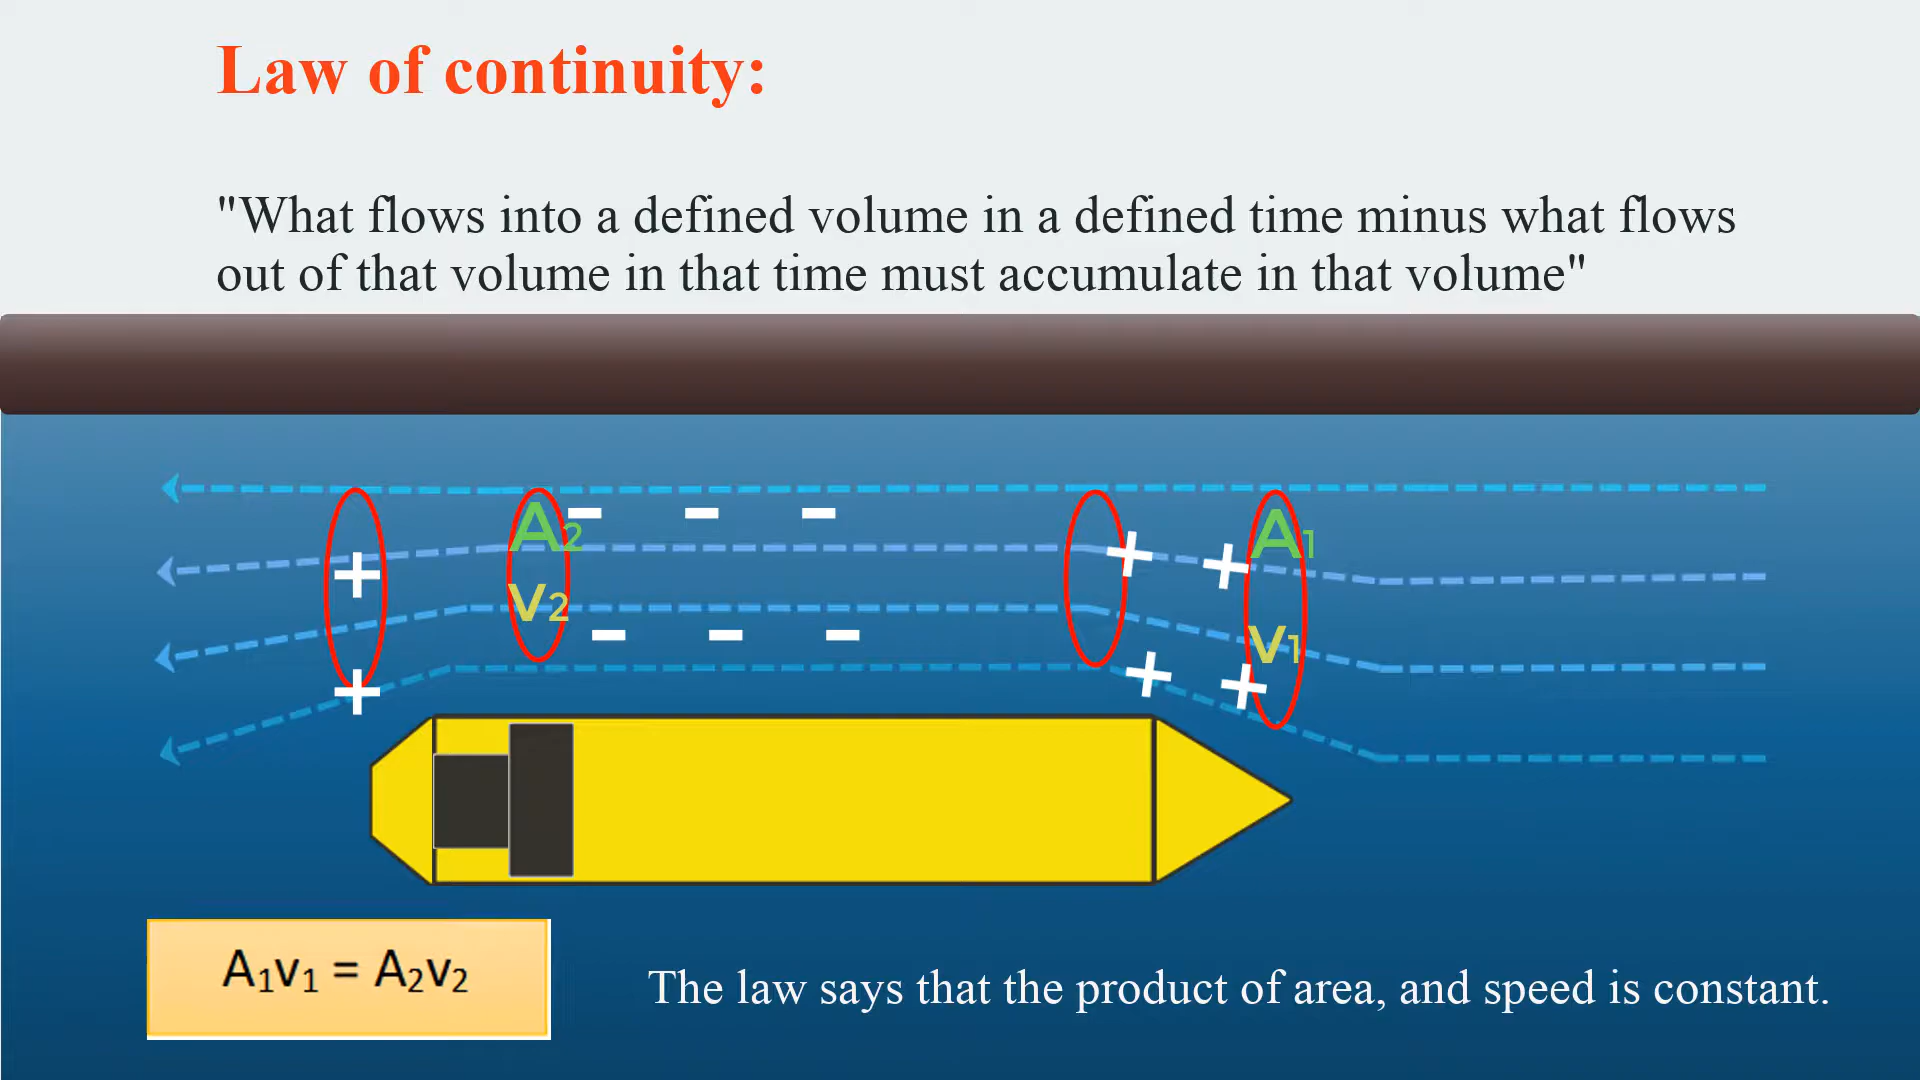 Law of continuity:
"What flows into a defined volume in a defined time minus what flows
out of that volume in that time must accumulate in that volume"
A₂
A₁
v₂
v₁
A₁v₁ = A₂v₂
The law says that the product of area, and speed is constant.